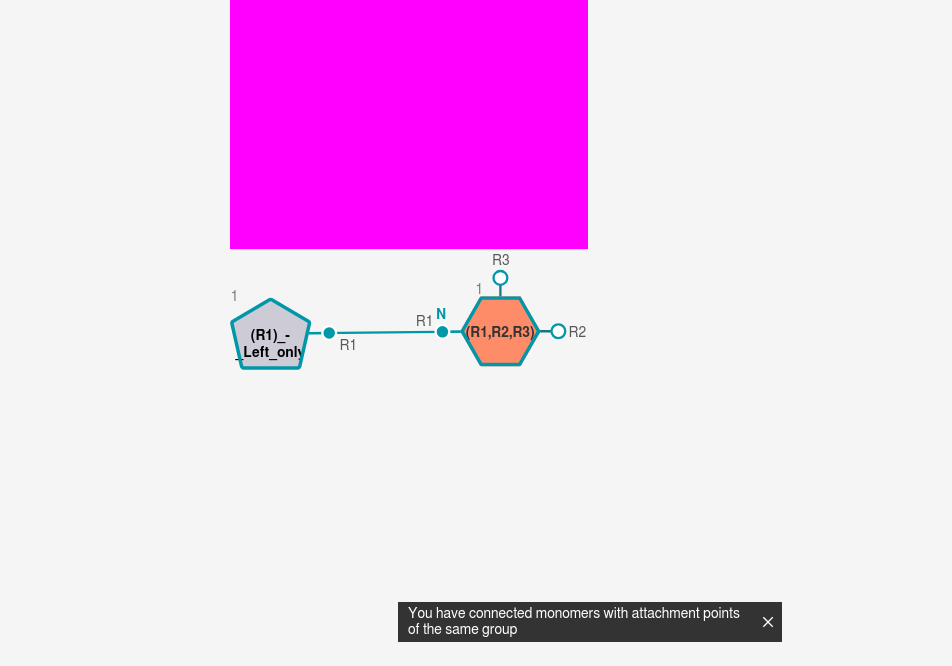 R3
1
1
N
R1
(R1)_-
_Left_only
(R1,R2,R3)
R2
R1
You have connected monomers with attachment points
of the same group